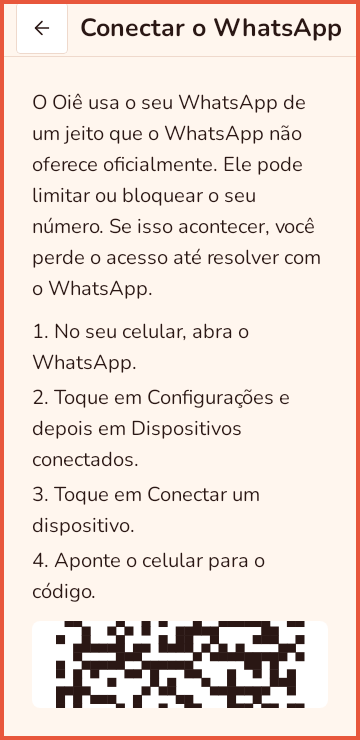 Conectar o WhatsApp
O Oiê usa o seu WhatsApp de
um jeito que o WhatsApp não
oferece oficialmente. Ele pode
limitar ou bloquear o seu
número. Se isso acontecer, você
perde o acesso até resolver com
o WhatsApp.
1. No seu celular, abra o
WhatsApp.
2. Toque em Configurações e
depois em Dispositivos
conectados.
3. Toque em Conectar um
dispositivo.
4. Aponte o celular para o
código.